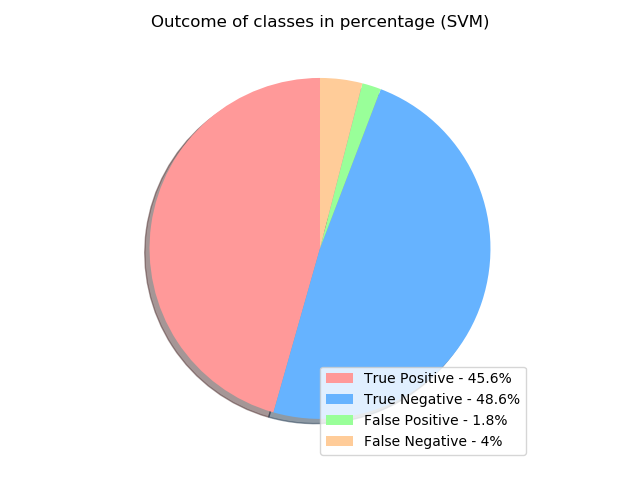 Outcome of classes in percentage (SVM)
True Positive - 45.6%
True Negative - 48.6%
False Positive - 1.8%
False Negative - 4%